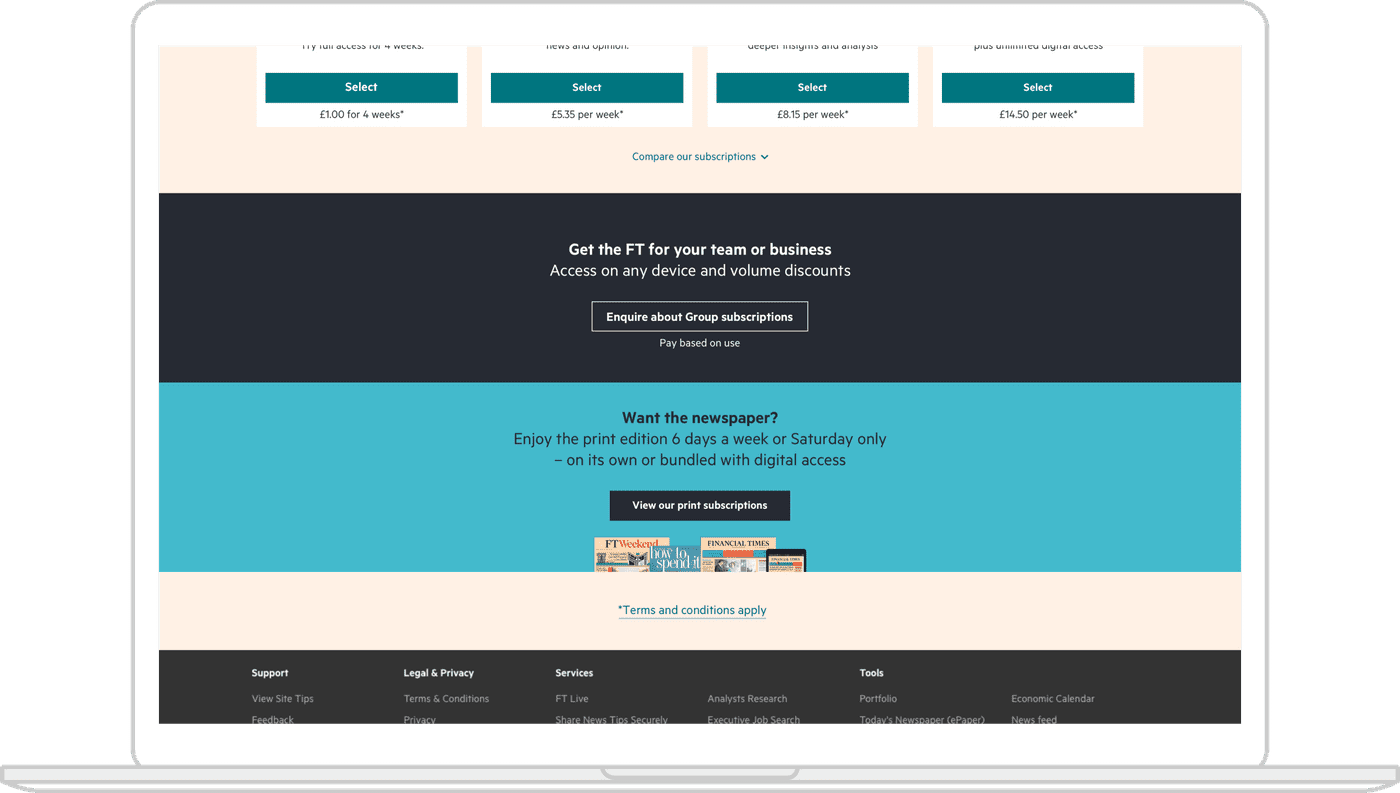 Try full access for 4 weeks.
news and opinion.
deeper insights and analysis
plus unlimited digital access
Select
Select
Select
Select
£1.00 for 4 weeks*
£5.35 per week*
£8.15 per week*
£14.50 per week*
Compare our subscriptions
Get the FT for your team or business
Access on any device and volume discounts
Enquire about Group subscriptions
Pay based on use
Want the newspaper?
Enjoy the print edition 6 days a week or Saturday only
– on its own or bundled with digital access
View our print subscriptions
FTWeekend
how to
spend it
FINANCIAL TIMES
FINANCIAL TIMES
*Terms and conditions apply
Support
Legal & Privacy
Services
Tools
View Site Tips
Terms & Conditions
FT Live
Analysts Research
Portfolio
Economic Calendar
Feedback
Privacy
Share News Tips Securely
Executive Job Search
Today's Newspaper (ePaper)
News feed